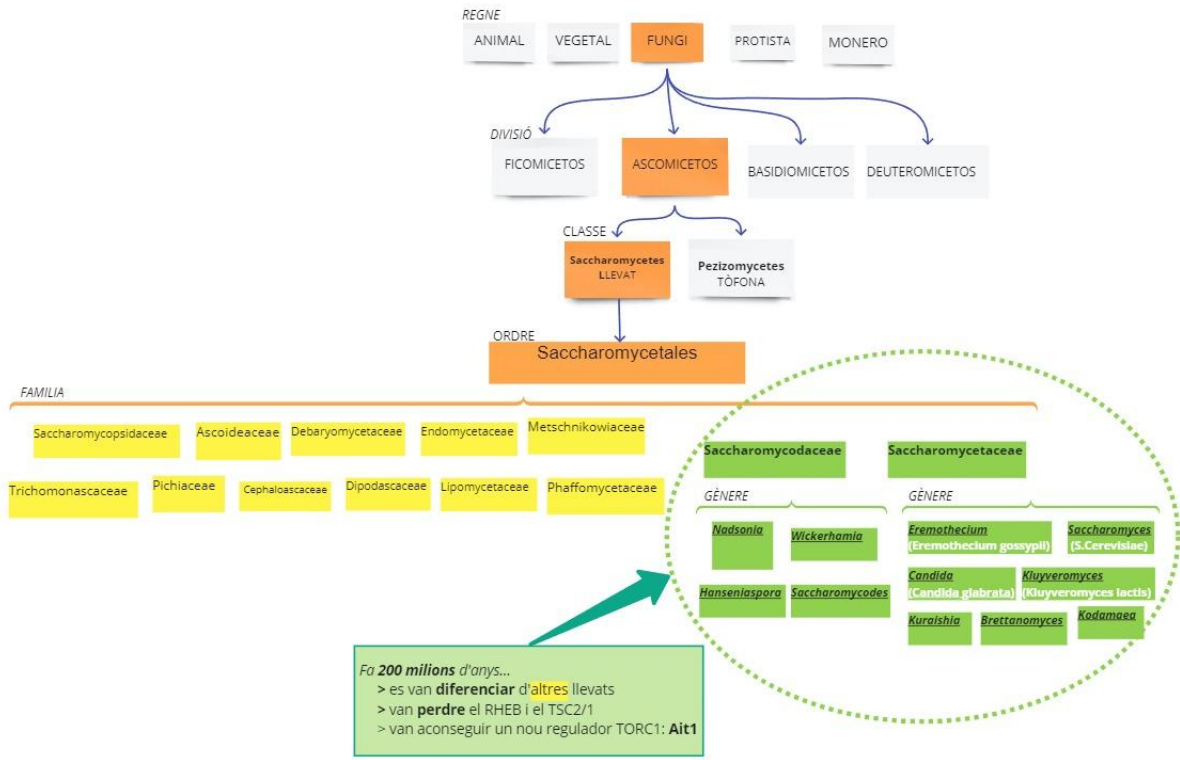 REGNE
ANIMAL
VEGETAL
FUNGI
PROTISTA
MONERO
DIVISIÓ
FICOMICETOS
ASCOMICETOS
BASIDIOMICETOS
DEUTEROMICETOS
CLASSE
Saccharomycetes
LLEVAT
Pezizomycetes
TÒFONA
ORDRE
Saccharomycetales
FAMILIA
Saccharomycopsidaceae
Ascoideaceae
Debaryomycetaceae
Endomycetaceae
Metschnikowiaceae
Trichomonascaceae
Pichiaceae
Cephaloascaceae
Dipodascaceae
Lipomycetaceae
Phaffomycetaceae
Saccharomycodaceae
Saccharomycetaceae
GÈNERE
Nadsonia
Wickerhamia
Hanseniaspora
Saccharomycodes
GÈNERE
Eremothecium
(Eremothecium gossypii)
Saccharomyces
(S.Cerevisiae)
Candida
(Candida glabrata)
Kluyveromyces
(Kluyveromyces lactis)
Kuraishia
Brettanomyces
Kodamaea
Fa 200 milions d'anys...
> es van diferenciar d'altres llevats
> van perdre el RHEB i el TSC2/1
> van aconseguir un nou regulador TORC1: Ait1